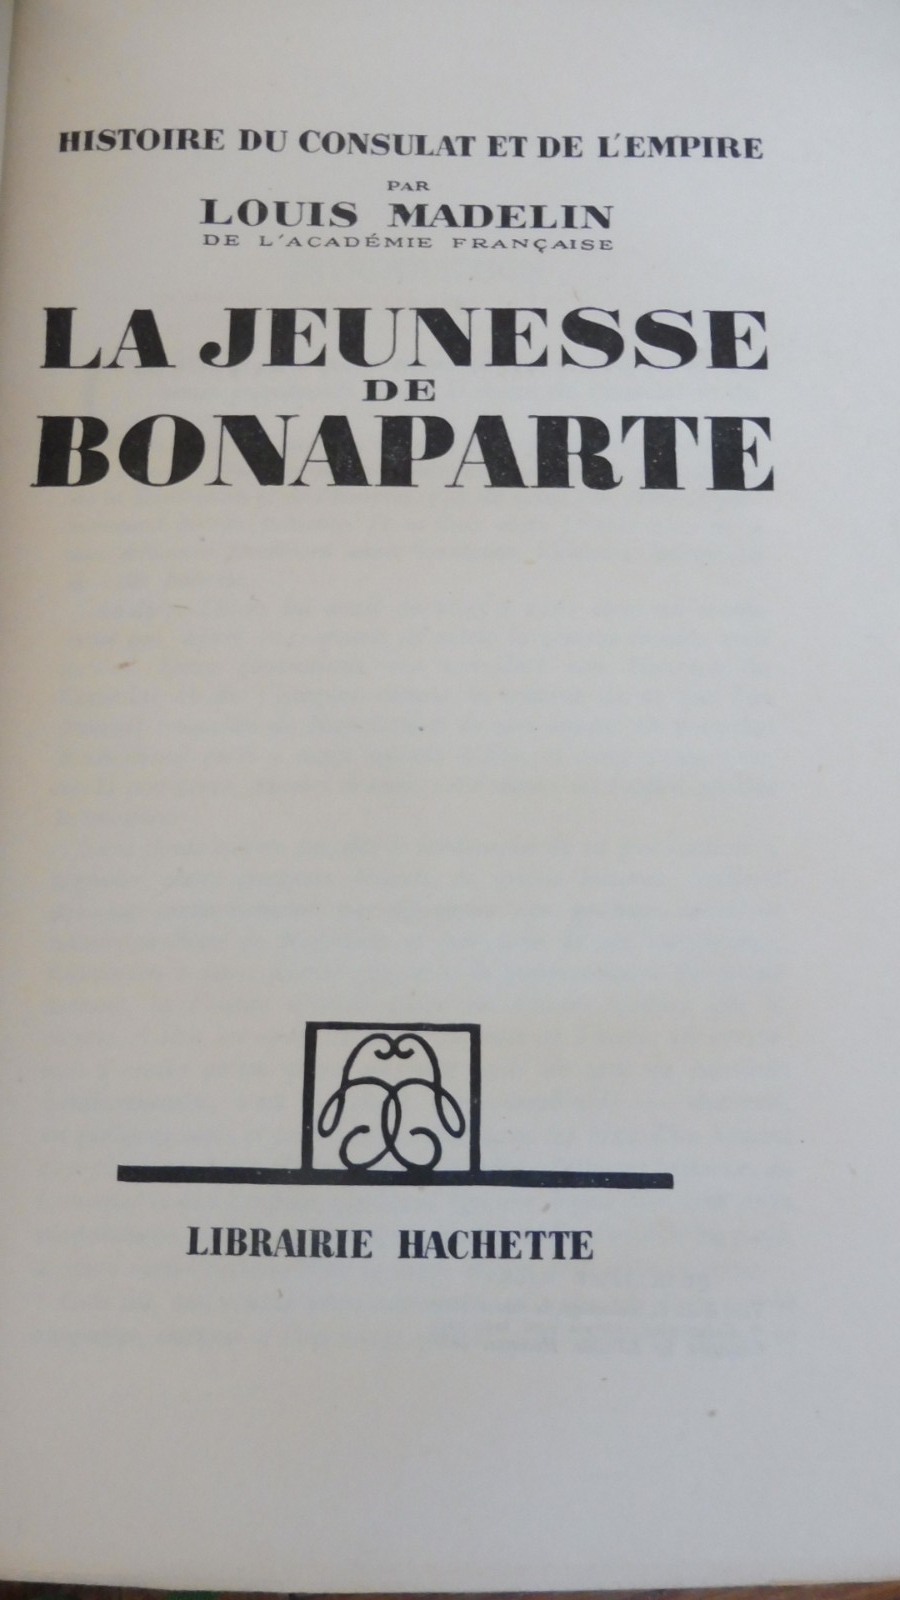 HISTOIRE DU CONSULAT ET DE L'EMPIRE
PAR
LOUIS MADELIN
DE L'ACADÉMIE FRANÇAISE
LA JEUNESSE
DE
BONAPARTE
LIBRAIRIE HACHETTE